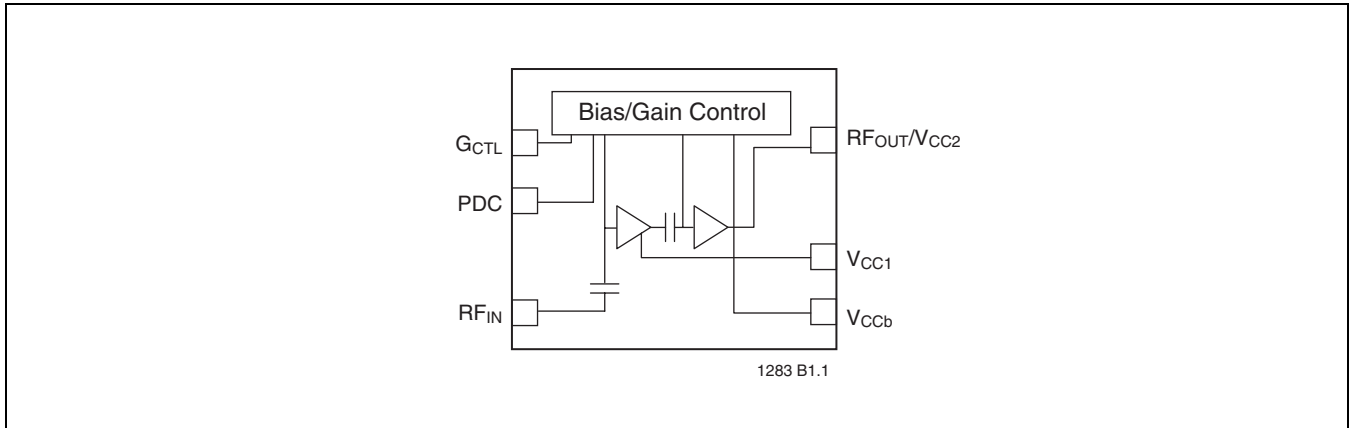 Bias/Gain Control
GCTL
RFOUT/VCC2
PDC
VCC1
RFIN
VCCb
1283 B1.1